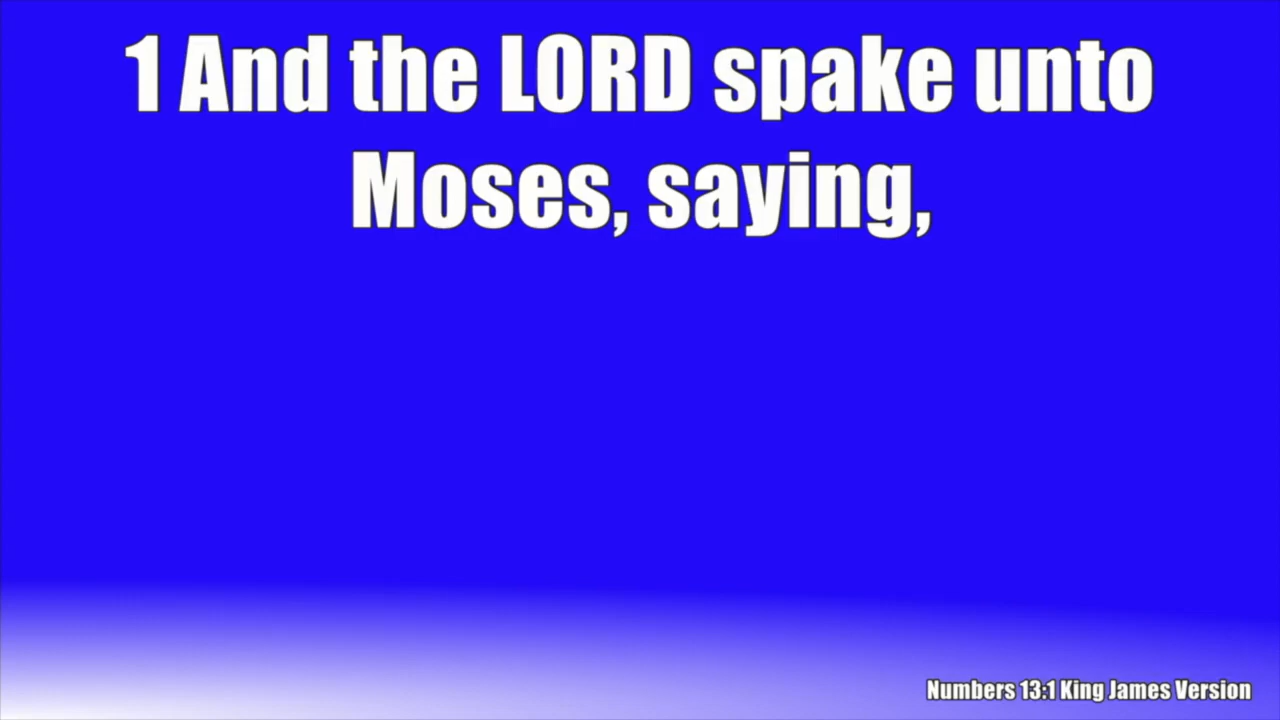 1 And the LORD spake unto
Moses, saying,
Numbers 13:1 King James Version